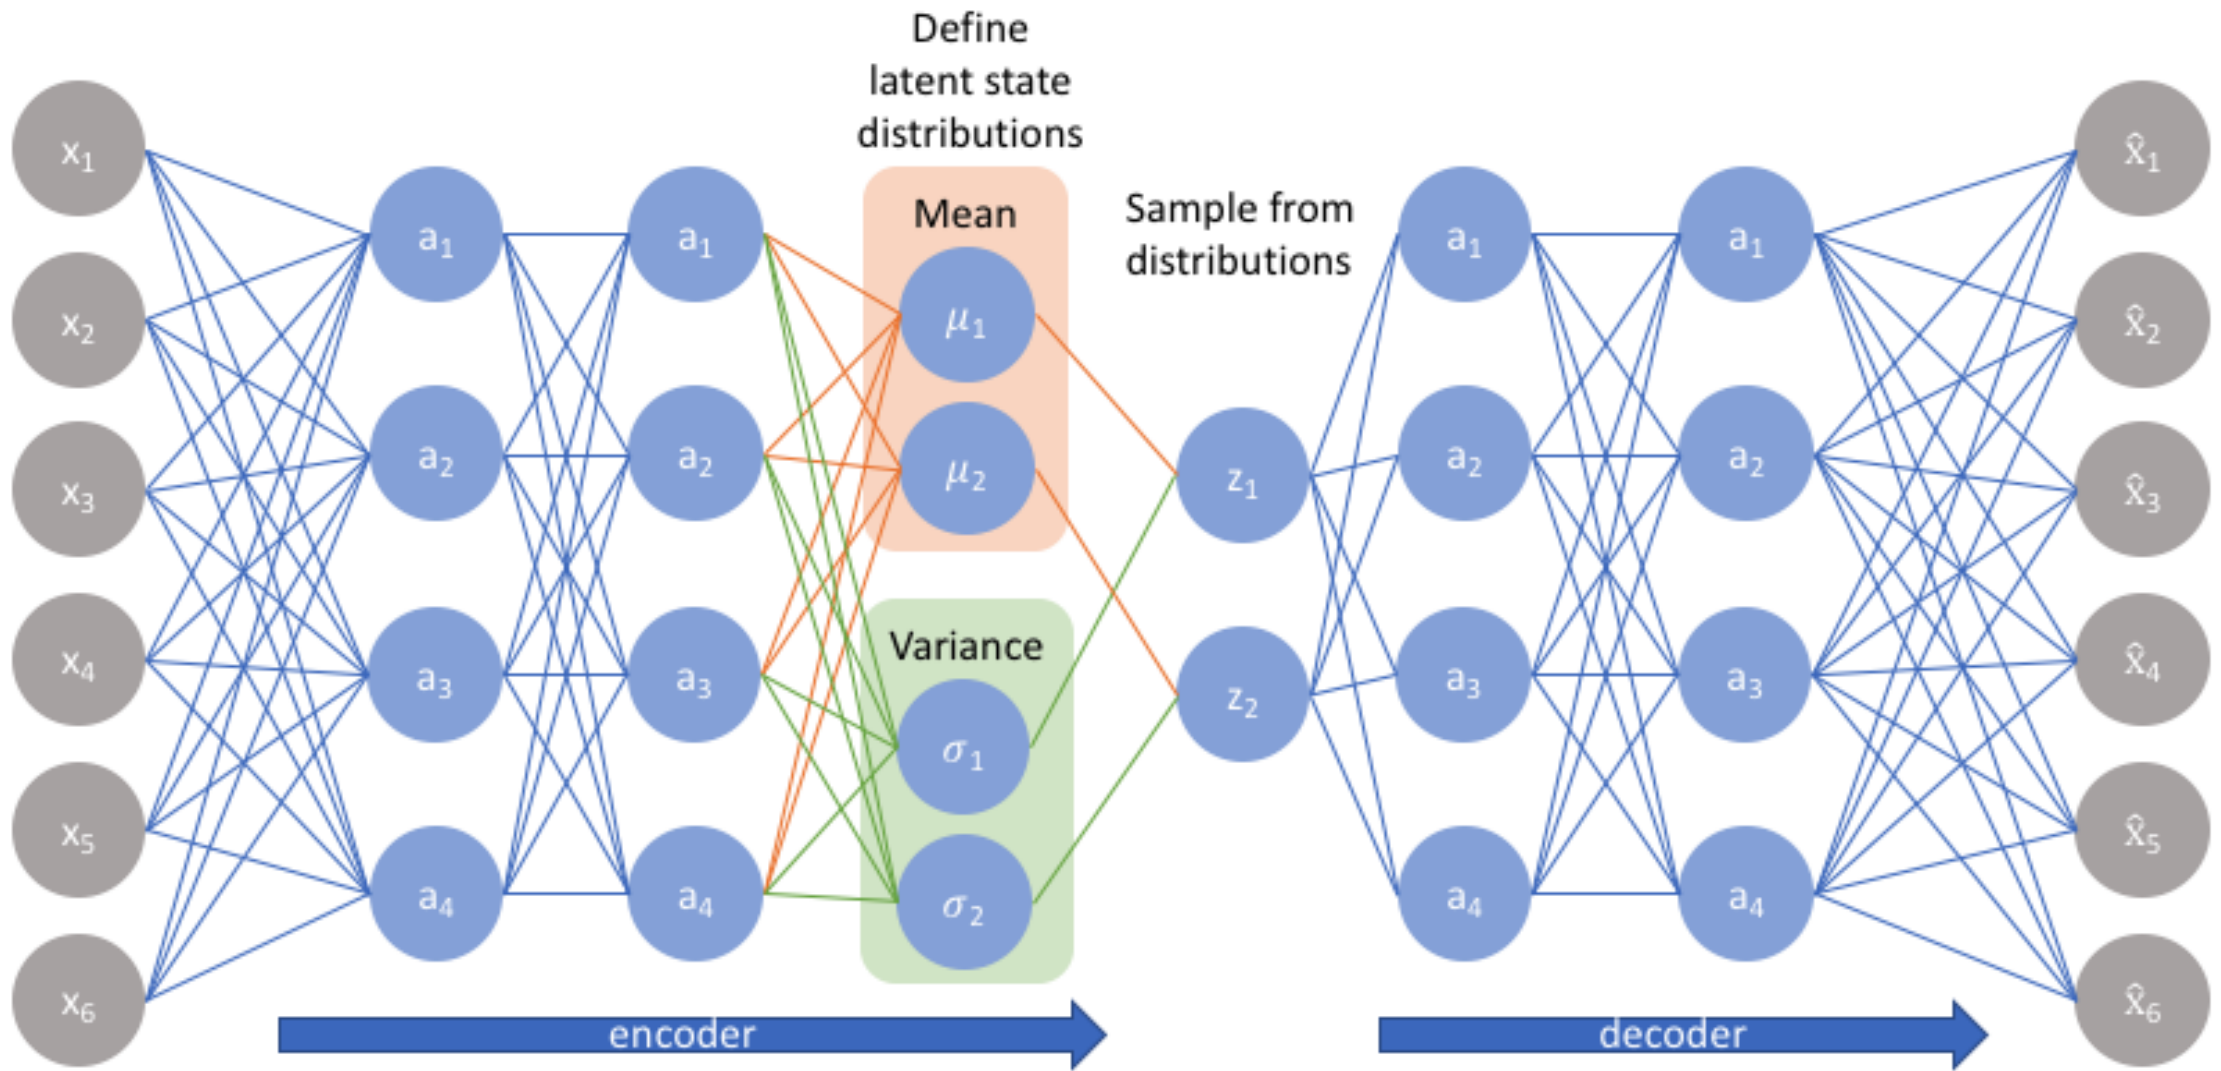 Define
latent state
distributions
Mean
Sample from
distributions
Variance
x₁
x₂
x₃
x₄
x₅
x₆
a₁
a₂
a₃
a₄
a₁
a₂
a₃
a₄
μ₁
μ₂
σ₁
σ₂
z₁
z₂
a₁
a₂
a₃
a₄
a₁
a₂
a₃
a₄
x̂₁
x̂₂
x̂₃
x̂₄
x̂₅
x̂₆
encoder
decoder